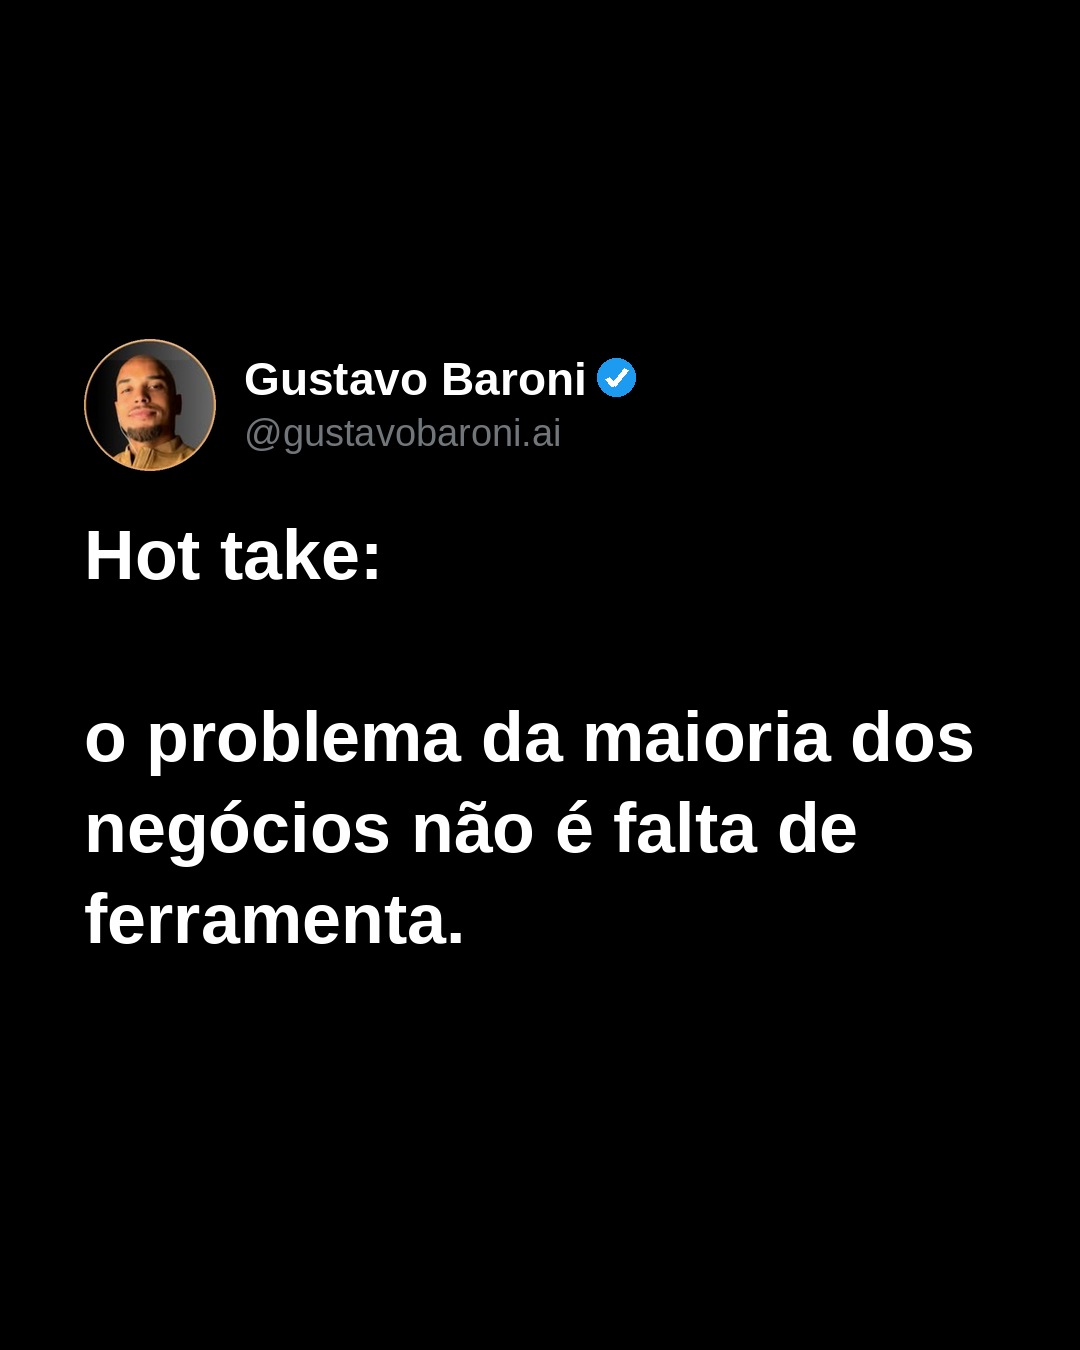 Gustavo Baroni
@gustavobaroni.ai
Hot take:
o problema da maioria dos
negócios não é falta de
ferramenta.